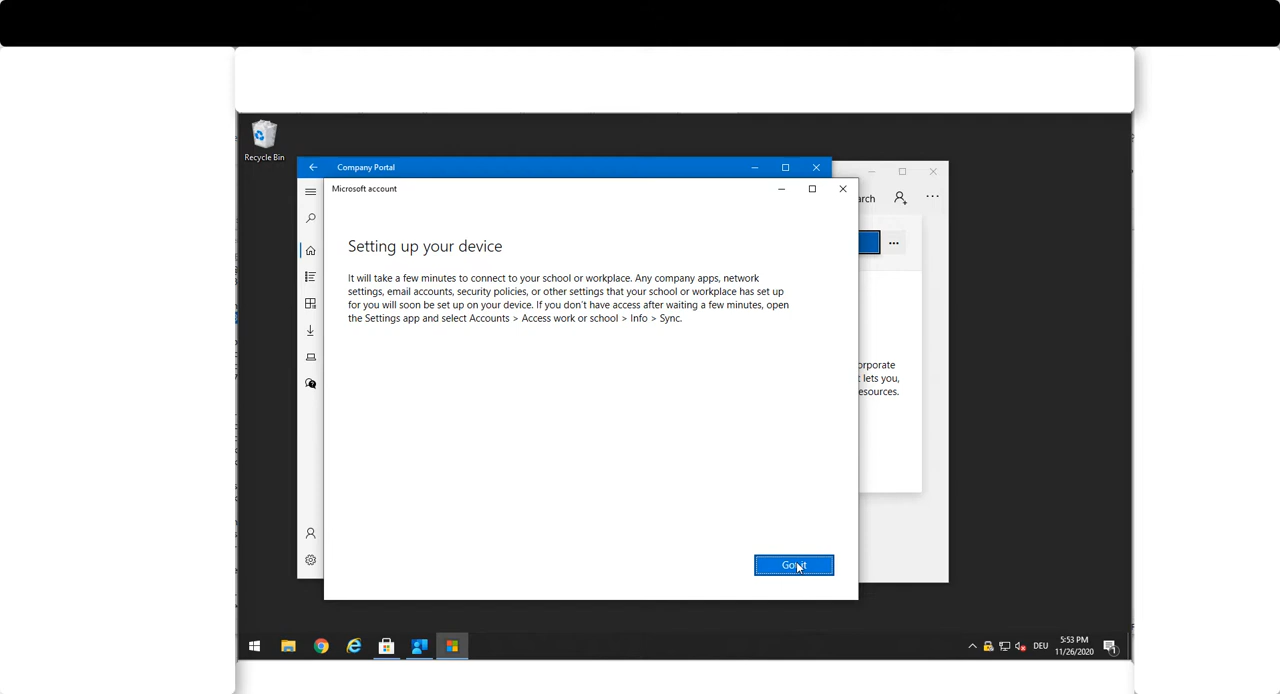 Recycle Bin
Company Portal
Microsoft account
arch
Setting up your device
It will take a few minutes to connect to your school or workplace. Any company apps, network
settings, email accounts, security policies, or other settings that your school or workplace has set up
for you will soon be set up on your device. If you don't have access after waiting a few minutes, open
the Settings app and select Accounts > Access work or school > Info > Sync.
orporate
t lets you,
esources.
Got it
DEU
5:53 PM
11/26/2020
1